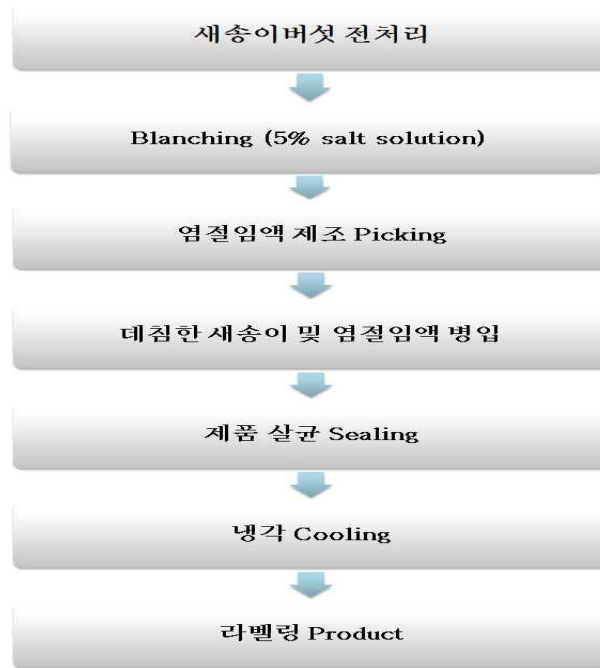 새송이버섯 전처리
Blanching (5% salt solution)
염절임액 제조 Picking
데침한 새송이 및 염절임액 병입
제품 살균 Sealing
냉각 Cooling
라벨링 Product